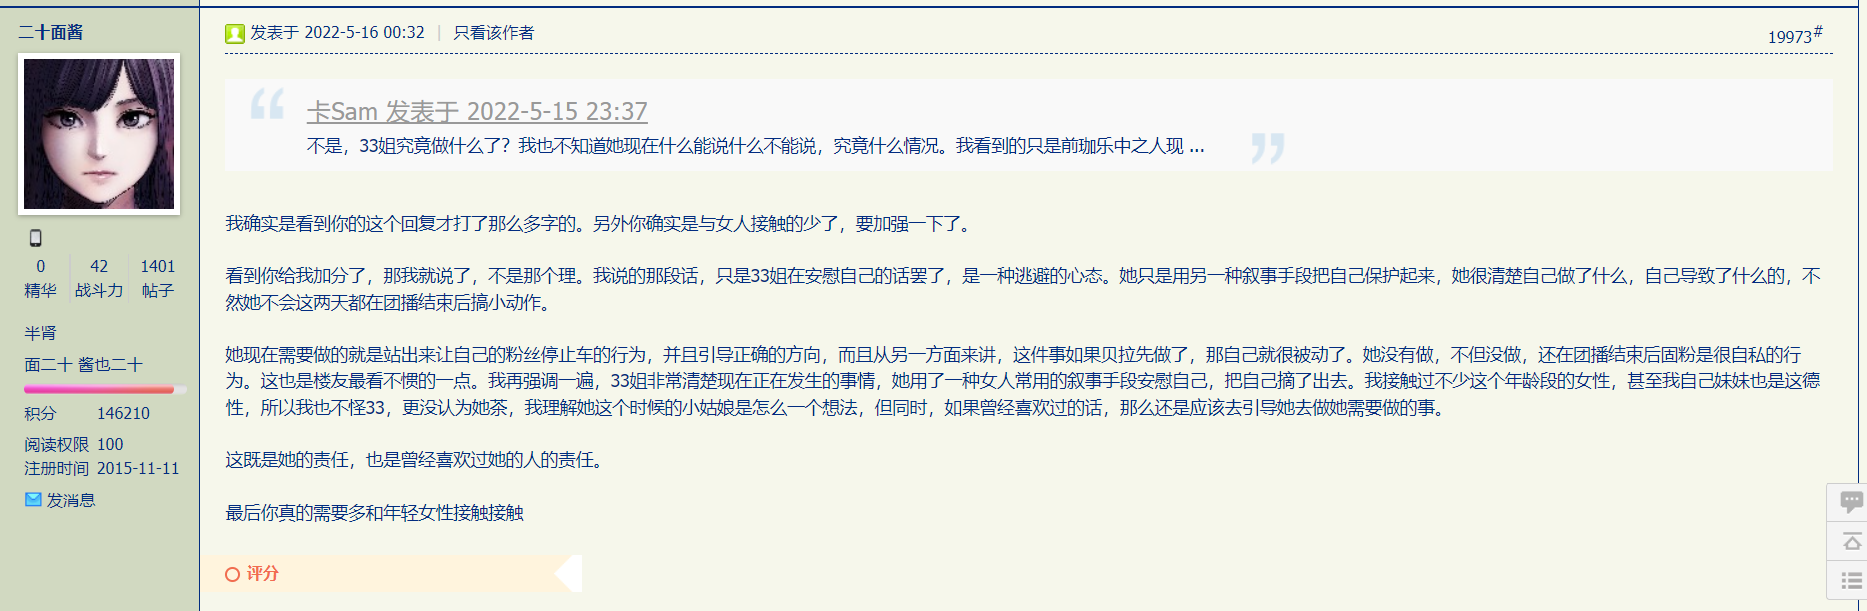 二十面酱
0
42
1401
精华
战斗力
帖子
半肾
面二十 酱也二十
积分 146210
阅读权限 100
注册时间 2015-11-11
发消息
发表于 2022-5-16 00:32 | 只看该作者
19973#
卡Sam 发表于 2022-5-15 23:37
不是，33姐究竟做什么了？我也不知道她现在什么能说什么不能说，究竟什么情况。我看到的只是前珈乐中之人现 ...
我确实是看到你的这个回复才打了那么多字的。另外你确实是与女人接触的少了，要加强一下了。
看到你给我加分了，那我就说了，不是那个理。我说的那段话，只是33姐在安慰自己的话罢了，是一种逃避的心态。她只是用另一种叙事手段把自己保护起来，她很清楚自己做了什么，自己导致了什么的，不
然她不会这两天都在团播结束后搞小动作。
她现在需要做的就是站出来让自己的粉丝停止车的行为，并且引导正确的方向，而且从另一方面来讲，这件事如果贝拉先做了，那自己就很被动了。她没有做，不但没做，还在团播结束后固粉是很自私的行
为。这也是楼友最看不惯的一点。我再强调一遍，33姐非常清楚现在正在发生的事情，她用了一种女人常用的叙事手段安慰自己，把自己摘了出去。我接触过不少这个年龄段的女性，甚至我自己妹妹也是这德
性，所以我也不怪33，更没认为她茶，我理解她这个时候的小姑娘是怎么一个想法，但同时，如果曾经喜欢过的话，那么还是应该去引导她去做她需要做的事。
这既是她的责任，也是曾经喜欢过她的人的责任。
最后你真的需要多和年轻女性接触接触
评分